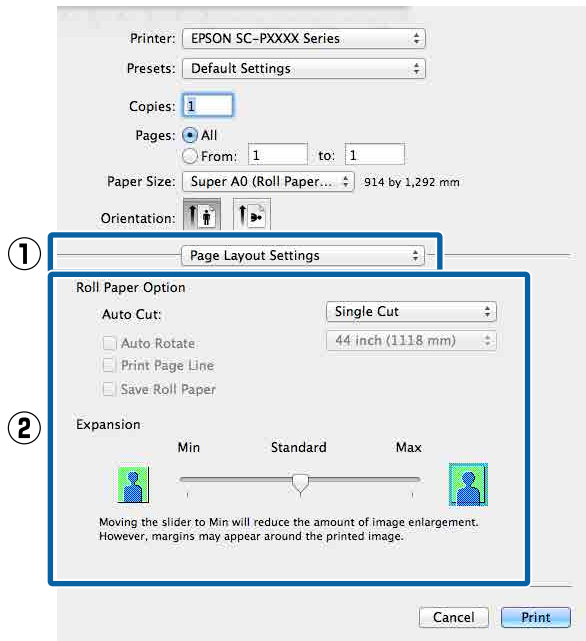 Printer: EPSON SC-PXXXX Series
Presets: Default Settings
Copies: 1
Pages: All
From: 1 to: 1
Paper Size: Super A0 (Roll Paper... 914 by 1,292 mm
Orientation:
① Page Layout Settings
Roll Paper Option
Auto Cut: Single Cut
Auto Rotate 44 inch (1118 mm)
Print Page Line
Save Roll Paper
②
Expansion
Min Standard Max
Moving the slider to Min will reduce the amount of image enlargement.
However, margins may appear around the printed image.
Cancel Print